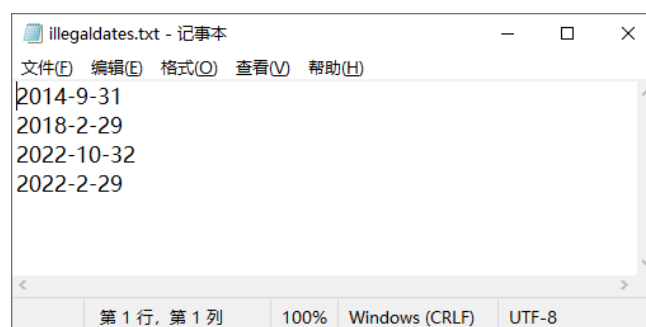 illegaldates.txt - 记事本
文件(F) 编辑(E) 格式(O) 查看(V) 帮助(H)
2014-9-31
2018-2-29
2022-10-32
2022-2-29
第 1 行，第 1 列 100% Windows (CRLF) UTF-8